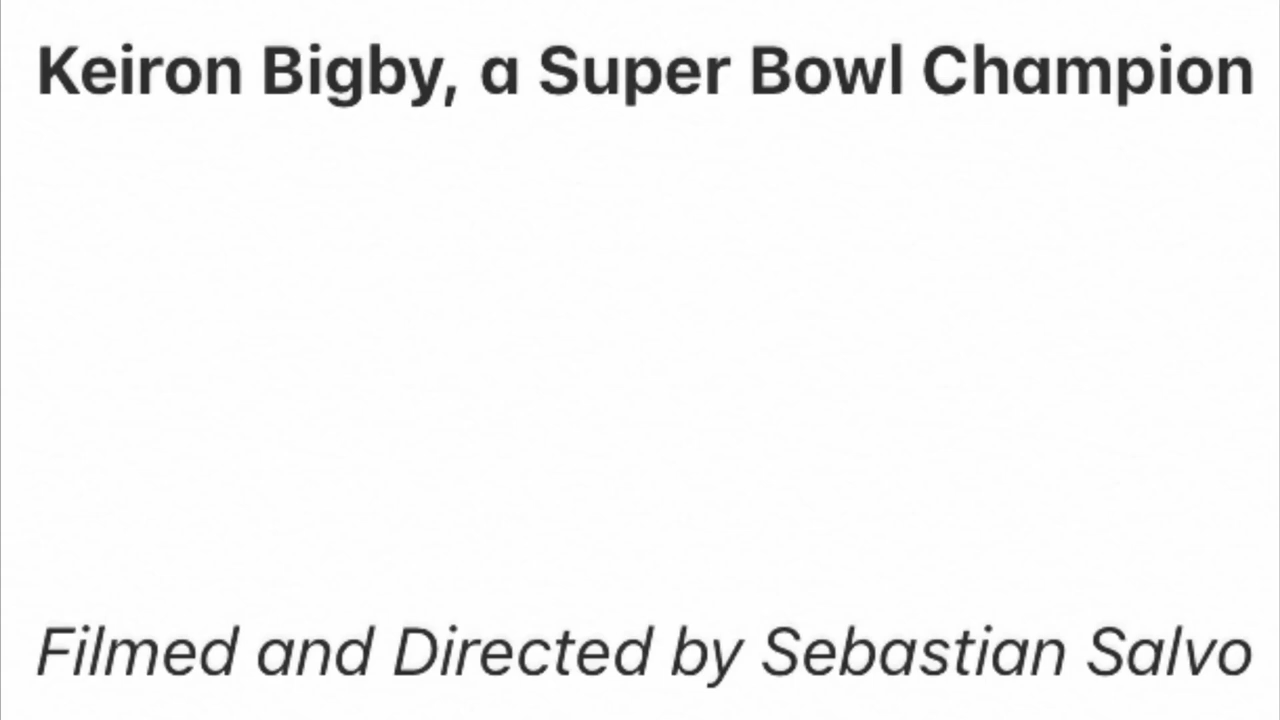 Keiron Bigby, a Super Bowl Champion
Filmed and Directed by Sebastian Salvo